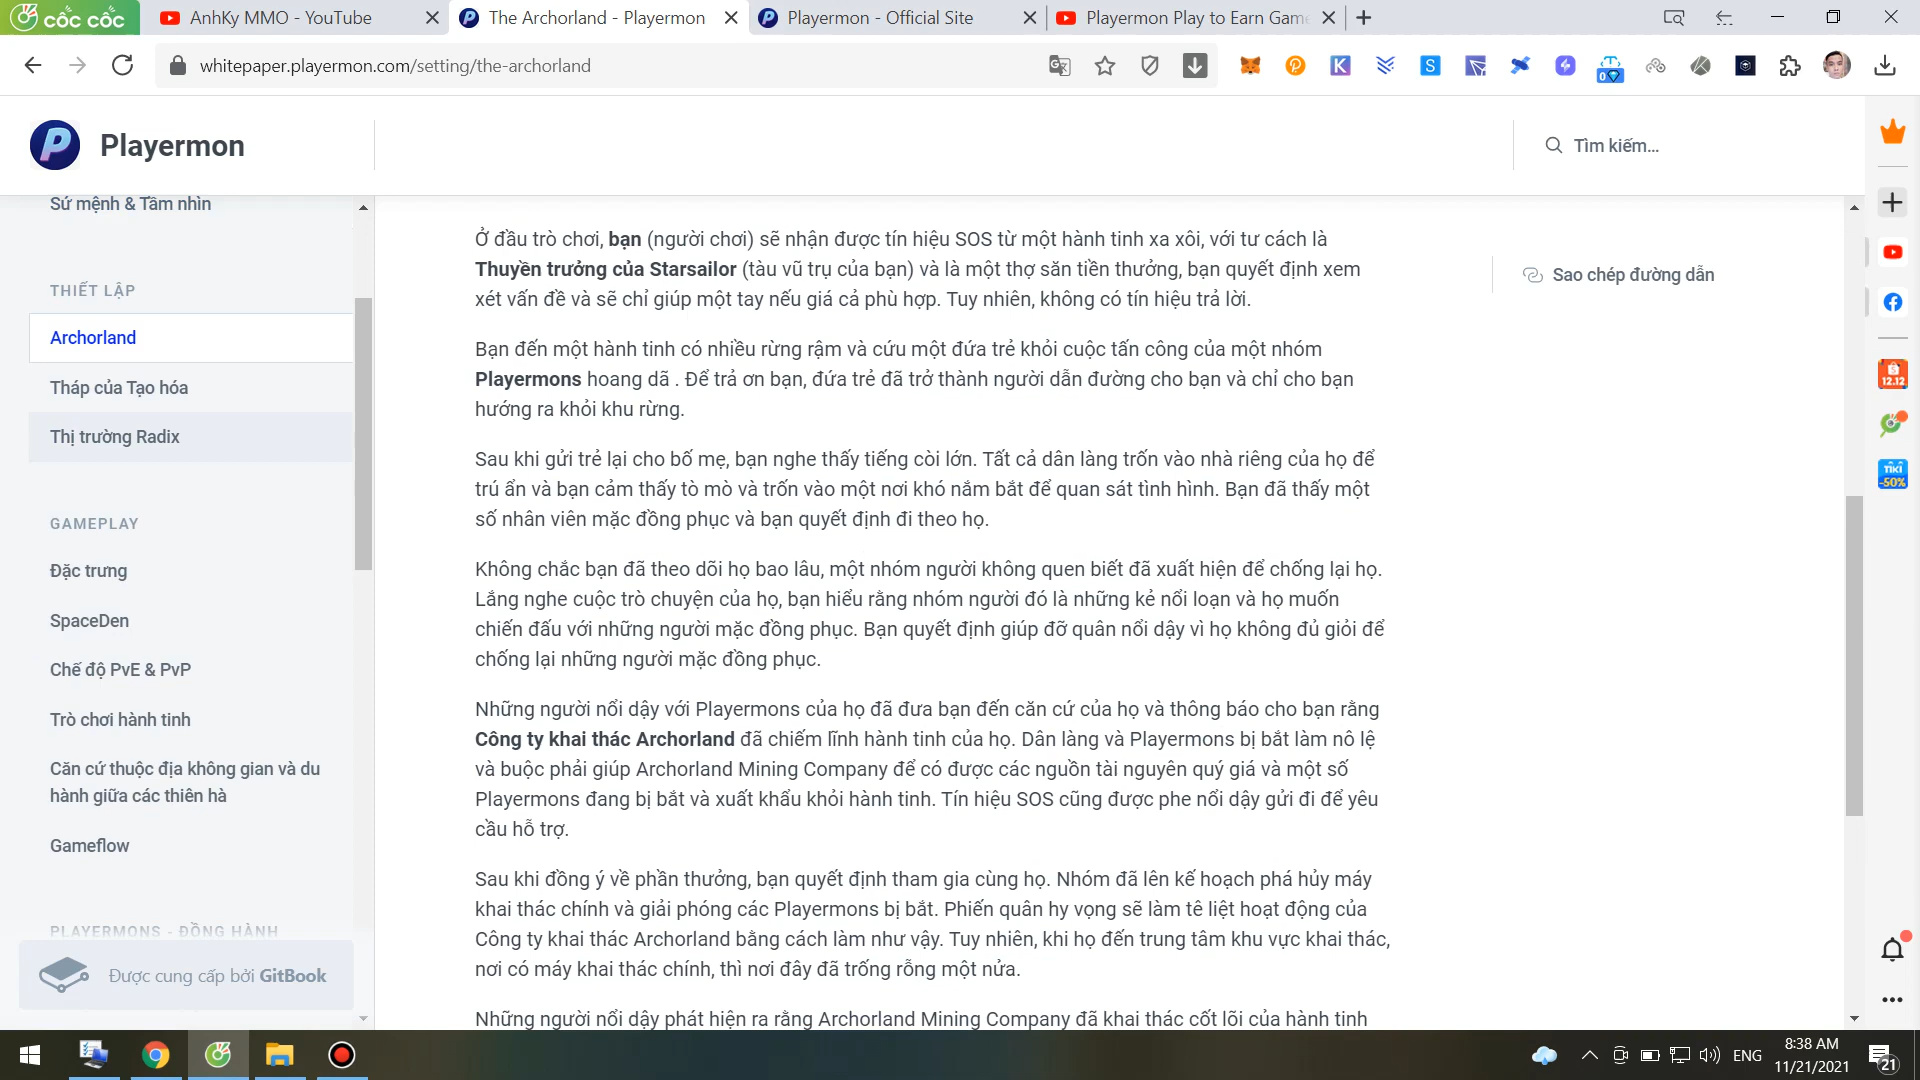 cốc cốc
AnhKy MMO - YouTube
The Archorland - Playermon
Playermon - Official Site
Playermon Play to Earn Game
whitepaper.playermon.com/setting/the-archorland
Playermon
Tìm kiếm...
Sứ mệnh & Tầm nhìn
THIẾT LẬP
Archorland
Tháp của Tạo hóa
Thị trường Radix
GAMEPLAY
Đặc trưng
SpaceDen
Chế độ PvE & PvP
Trò chơi hành tinh
Căn cứ thuộc địa không gian và du
hành giữa các thiên hà
Gameflow
PLAYERMONS - ĐỒNG HÀNH
Được cung cấp bởi GitBook
Ở đầu trò chơi, bạn (người chơi) sẽ nhận được tín hiệu SOS từ một hành tinh xa xôi, với tư cách là
Thuyền trưởng của Starsailor (tàu vũ trụ của bạn) và là một thợ săn tiền thưởng, bạn quyết định xem
xét vấn đề và sẽ chỉ giúp một tay nếu giá cả phù hợp. Tuy nhiên, không có tín hiệu trả lời.
Bạn đến một hành tinh có nhiều rừng rậm và cứu một đứa trẻ khỏi cuộc tấn công của một nhóm
Playermons hoang dã . Để trả ơn bạn, đứa trẻ đã trở thành người dẫn đường cho bạn và chỉ cho bạn
hướng ra khỏi khu rừng.
Sau khi gửi trẻ lại cho bố mẹ, bạn nghe thấy tiếng còi lớn. Tất cả dân làng trốn vào nhà riêng của họ để
trú ẩn và bạn cảm thấy tò mò và trốn vào một nơi khó nắm bắt để quan sát tình hình. Bạn đã thấy một
số nhân viên mặc đồng phục và bạn quyết định đi theo họ.
Không chắc bạn đã theo dõi họ bao lâu, một nhóm người không quen biết đã xuất hiện để chống lại họ.
Lắng nghe cuộc trò chuyện của họ, bạn hiểu rằng nhóm người đó là những kẻ nổi loạn và họ muốn
chiến đấu với những người mặc đồng phục. Bạn quyết định giúp đỡ quân nổi dậy vì họ không đủ giỏi để
chống lại những người mặc đồng phục.
Những người nổi dậy với Playermons của họ đã đưa bạn đến căn cứ của họ và thông báo cho bạn rằng
Công ty khai thác Archorland đã chiếm lĩnh hành tinh của họ. Dân làng và Playermons bị bắt làm nô lệ
và buộc phải giúp Archorland Mining Company để có được các nguồn tài nguyên quý giá và một số
Playermons đang bị bắt và xuất khẩu khỏi hành tinh. Tín hiệu SOS cũng được phe nổi dậy gửi đi để yêu
cầu hỗ trợ.
Sau khi đồng ý về phần thưởng, bạn quyết định tham gia cùng họ. Nhóm đã lên kế hoạch phá hủy máy
khai thác chính và giải phóng các Playermons bị bắt. Phiến quân hy vọng sẽ làm tê liệt hoạt động của
Công ty khai thác Archorland bằng cách làm như vậy. Tuy nhiên, khi họ đến trung tâm khu vực khai thác,
nơi có máy khai thác chính, thì nơi đây đã trống rỗng một nửa.
Những người nổi dậy phát hiện ra rằng Archorland Mining Company đã khai thác cốt lõi của hành tinh
Sao chép đường dẫn
12.12
TIKI
-50%
0
ENG
8:38 AM
11/21/2021
21